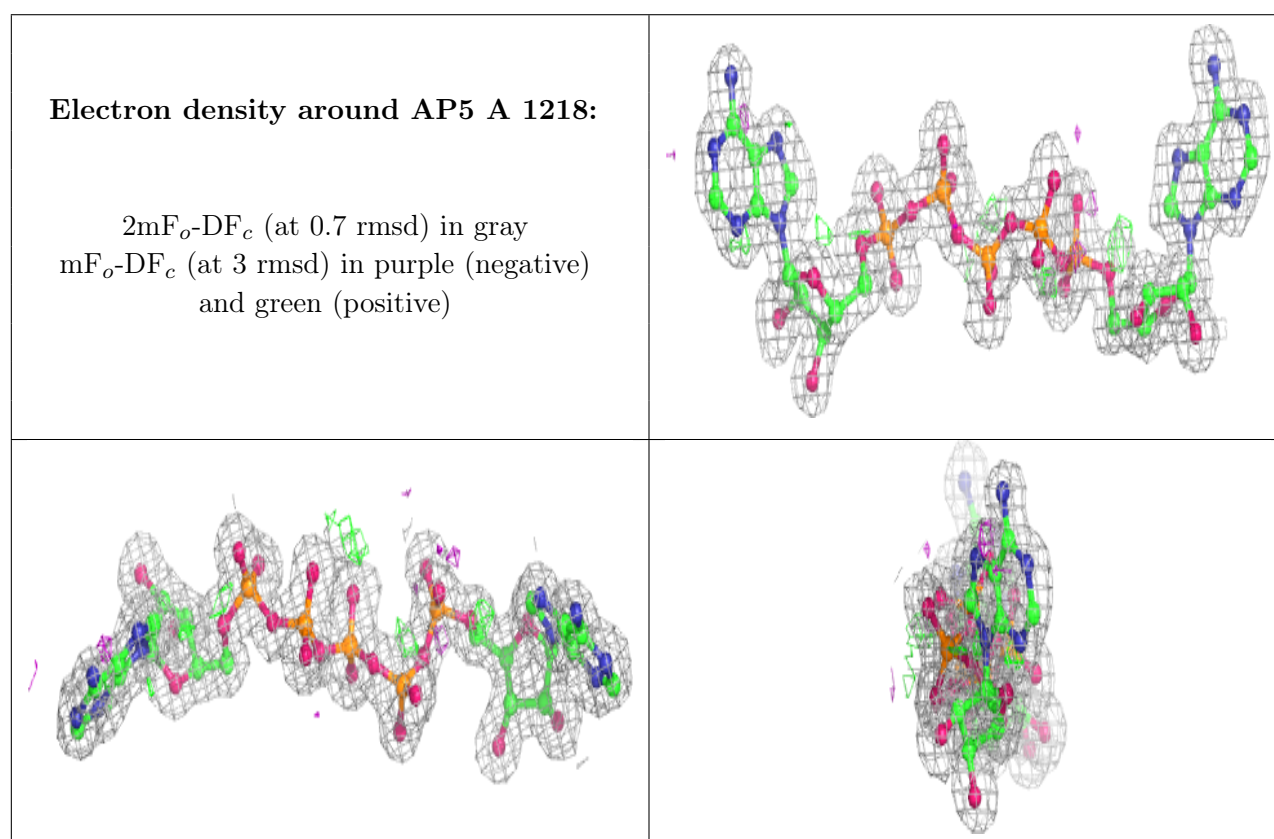 Electron density around AP5 A 1218:
2mFo-DFc (at 0.7 rmsd) in gray
mFo-DFc (at 3 rmsd) in purple (negative)
and green (positive)